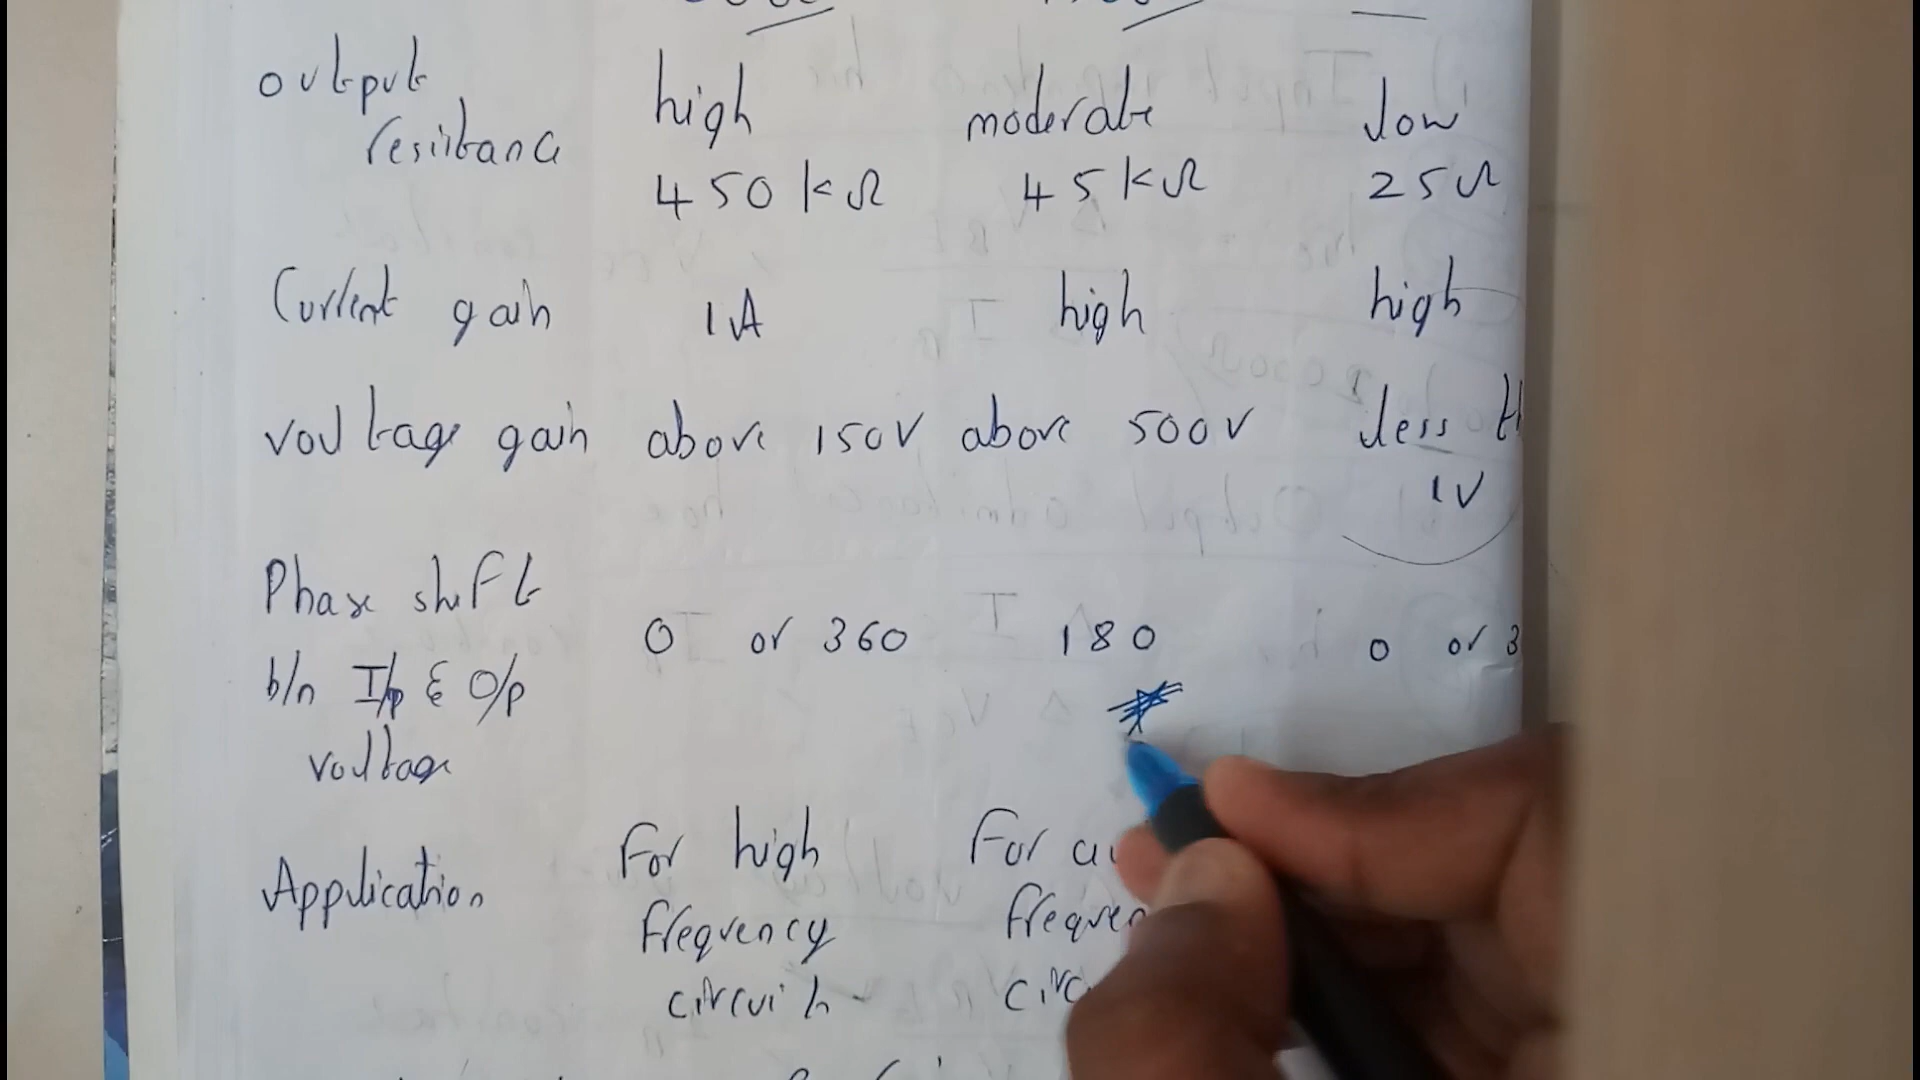 output high moderate low
resistance 450 kΩ 45 kΩ 25Ω
Current gain 1A high high
voltage gain above 150V above 500V less
1V
Phase shift
b/n I/p & O/p 0 or 360 180 0 or 3
voltage
Application For high For au
frequency frequen
circuit circ